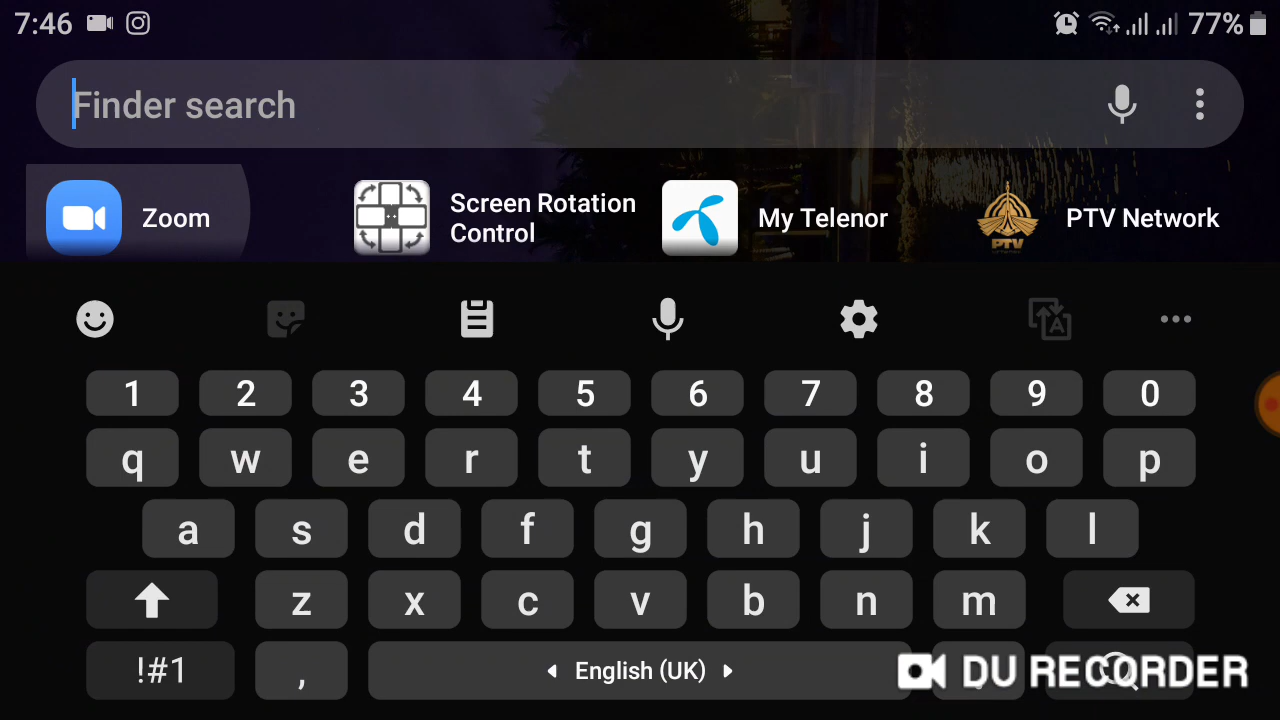 7:46 77%
Finder search
Zoom
Screen Rotation
Control
My Telenor
PTV
PTV Network
A
1 2 3 4 5 6 7 8 9 0
q w e r t y u i o p
a s d f g h j k l
z x c v b n m
!#1 , English (UK)
DU RECORDER